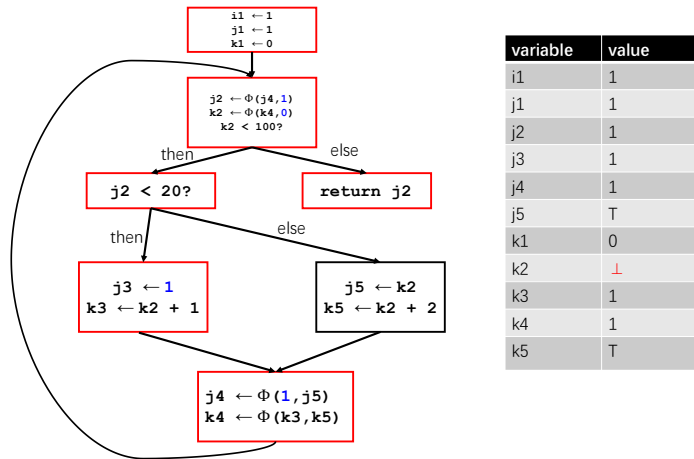 i1 ← 1
j1 ← 1
k1 ← 0
j2 ← Φ(j4,1)
k2 ← Φ(k4,0)
k2 < 100?
then
else
j2 < 20?
return j2
then
else
j3 ← 1
k3 ← k2 + 1
j5 ← k2
k5 ← k2 + 2
j4 ← Φ(1,j5)
k4 ← Φ(k3,k5)
variable value
i1 1
j1 1
j2 1
j3 1
j4 1
j5 T
k1 0
k2 ⊥
k3 1
k4 1
k5 T